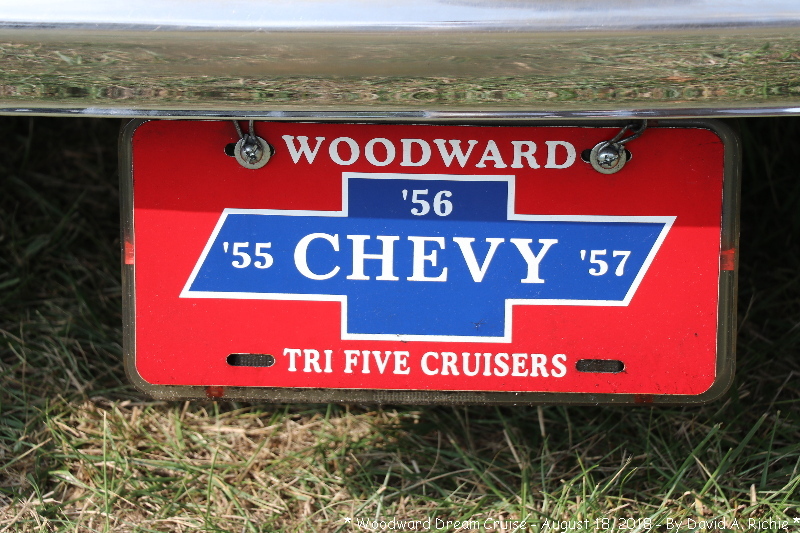 WOODWARD
'56
'55 CHEVY '57
TRI FIVE CRUISERS
* Woodward Dream Cruise - August 18, 2018 - By David A. Richie *